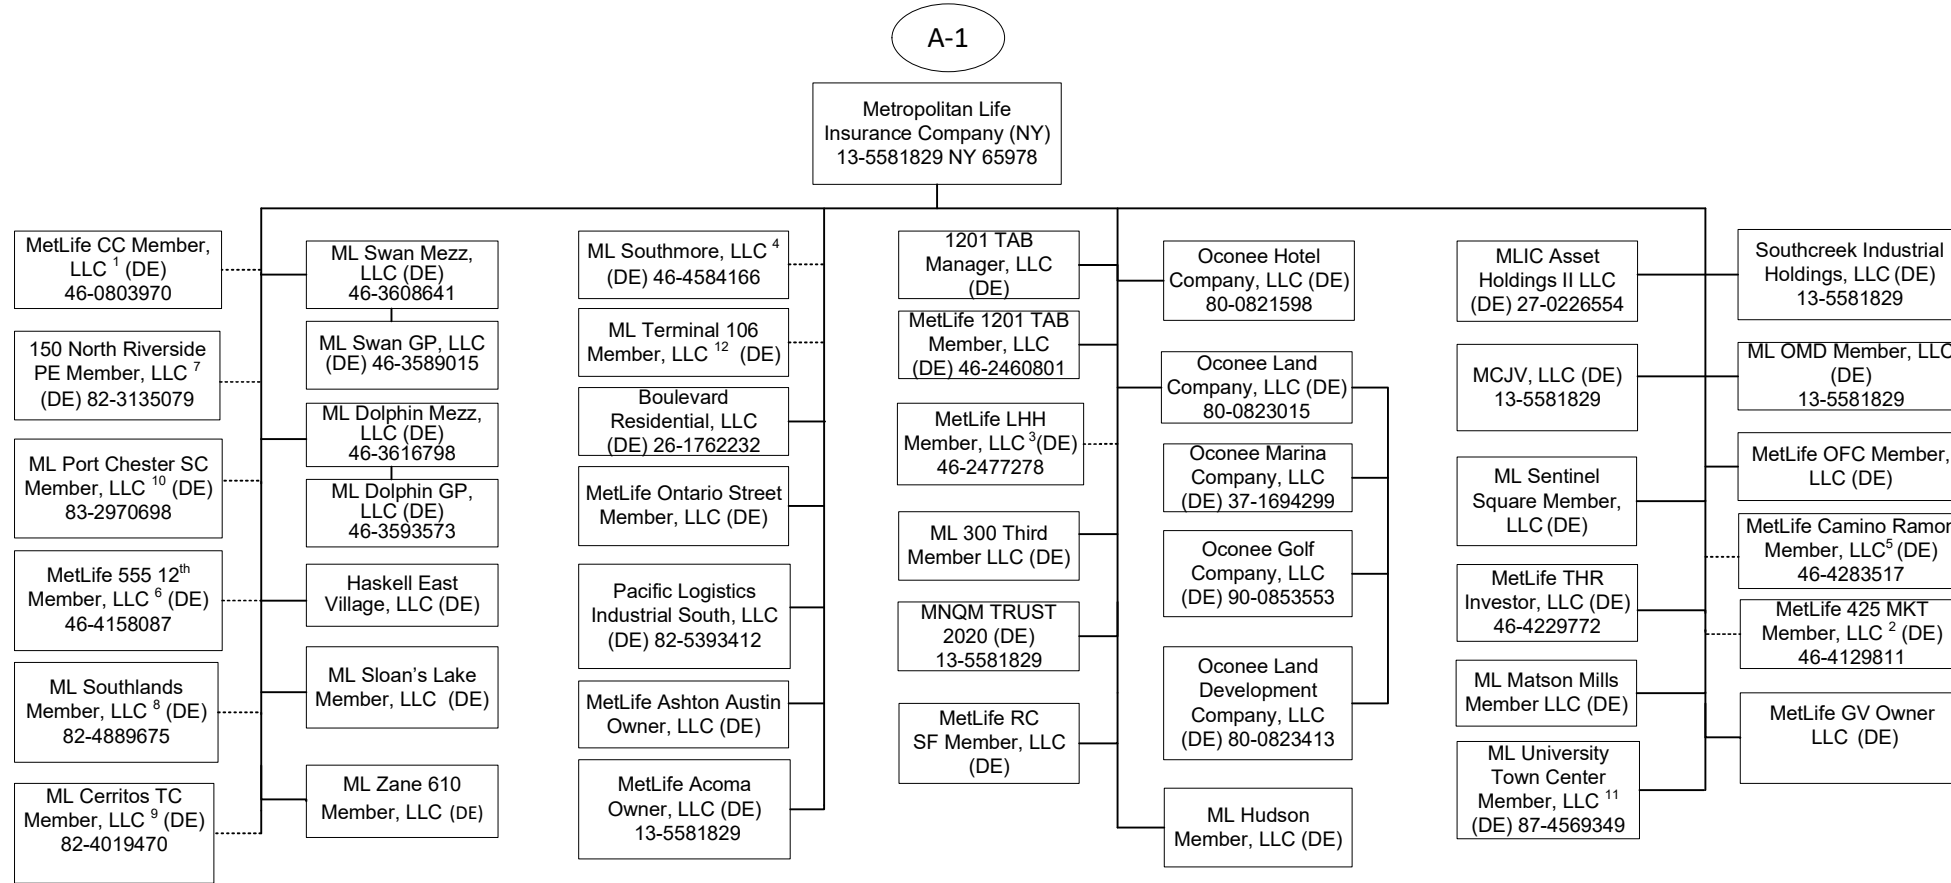 A-1
Metropolitan Life
Insurance Company (NY)
13-5581829 NY 65978
MetLife CC Member,
LLC 1 (DE)
46-0803970
150 North Riverside
PE Member, LLC 7
(DE) 82-3135079
ML Port Chester SC
Member, LLC 10 (DE)
83-2970698
MetLife 555 12th
Member, LLC 6 (DE)
46-4158087
ML Southlands
Member, LLC 8 (DE)
82-4889675
ML Cerritos TC
Member, LLC 9 (DE)
82-4019470
ML Swan Mezz,
LLC (DE)
46-3608641
ML Swan GP, LLC
(DE) 46-3589015
ML Dolphin Mezz,
LLC (DE)
46-3616798
ML Dolphin GP,
LLC (DE)
46-3593573
Haskell East
Village, LLC (DE)
ML Sloan's Lake
Member, LLC (DE)
ML Zane 610
Member, LLC (DE)
ML Southmore, LLC 4
(DE) 46-4584166
ML Terminal 106
Member, LLC 12 (DE)
Boulevard
Residential, LLC
(DE) 26-1762232
MetLife Ontario Street
Member, LLC (DE)
Pacific Logistics
Industrial South, LLC
(DE) 82-5393412
MetLife Ashton Austin
Owner, LLC (DE)
MetLife Acoma
Owner, LLC (DE)
13-5581829
1201 TAB
Manager, LLC
(DE)
MetLife 1201 TAB
Member, LLC
(DE) 46-2460801
MetLife LHH
Member, LLC 3(DE)
46-2477278
ML 300 Third
Member LLC (DE)
MNQM TRUST
2020 (DE)
13-5581829
MetLife RC
SF Member, LLC
(DE)
Oconee Hotel
Company, LLC (DE)
80-0821598
Oconee Land
Company, LLC (DE)
80-0823015
Oconee Marina
Company, LLC
(DE) 37-1694299
Oconee Golf
Company, LLC
(DE) 90-0853553
Oconee Land
Development
Company, LLC
(DE) 80-0823413
ML Hudson
Member, LLC (DE)
MLIC Asset
Holdings II LLC
(DE) 27-0226554
MCJV, LLC (DE)
13-5581829
ML Sentinel
Square Member,
LLC (DE)
MetLife THR
Investor, LLC (DE)
46-4229772
ML Matson Mills
Member LLC (DE)
ML University
Town Center
Member, LLC 11
(DE) 87-4569349
Southcreek Industrial
Holdings, LLC (DE)
13-5581829
ML OMD Member, LLC
(DE)
13-5581829
MetLife OFC Member,
LLC (DE)
MetLife Camino Ramon
Member, LLC5 (DE)
46-4283517
MetLife 425 MKT
Member, LLC 2 (DE)
46-4129811
MetLife GV Owner
LLC (DE)